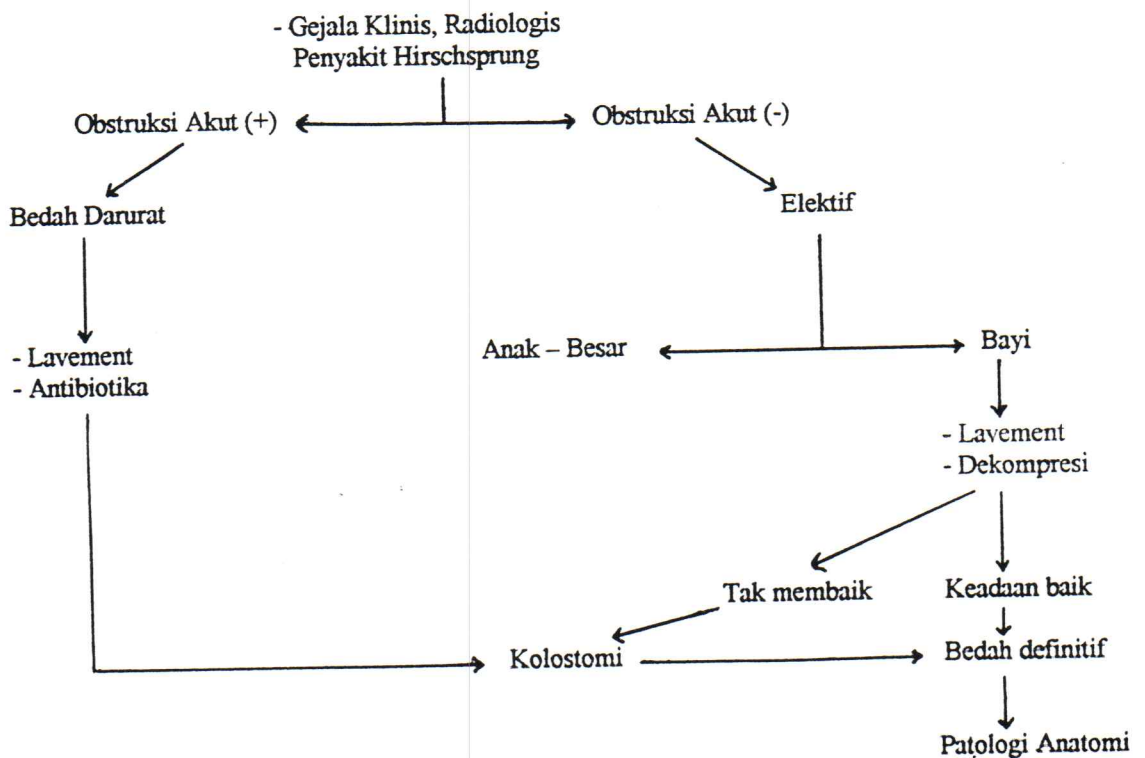 - Gejala Klinis, Radiologis
Penyakit Hirschsprung
Obstruksi Akut (+)
Obstruksi Akut (-)
Bedah Darurat
Elektif
- Lavement
- Antibiotika
Anak – Besar
Bayi
- Lavement
- Dekompresi
Tak membaik
Keadaan baik
Kolostomi
Bedah definitif
Patologi Anatomi